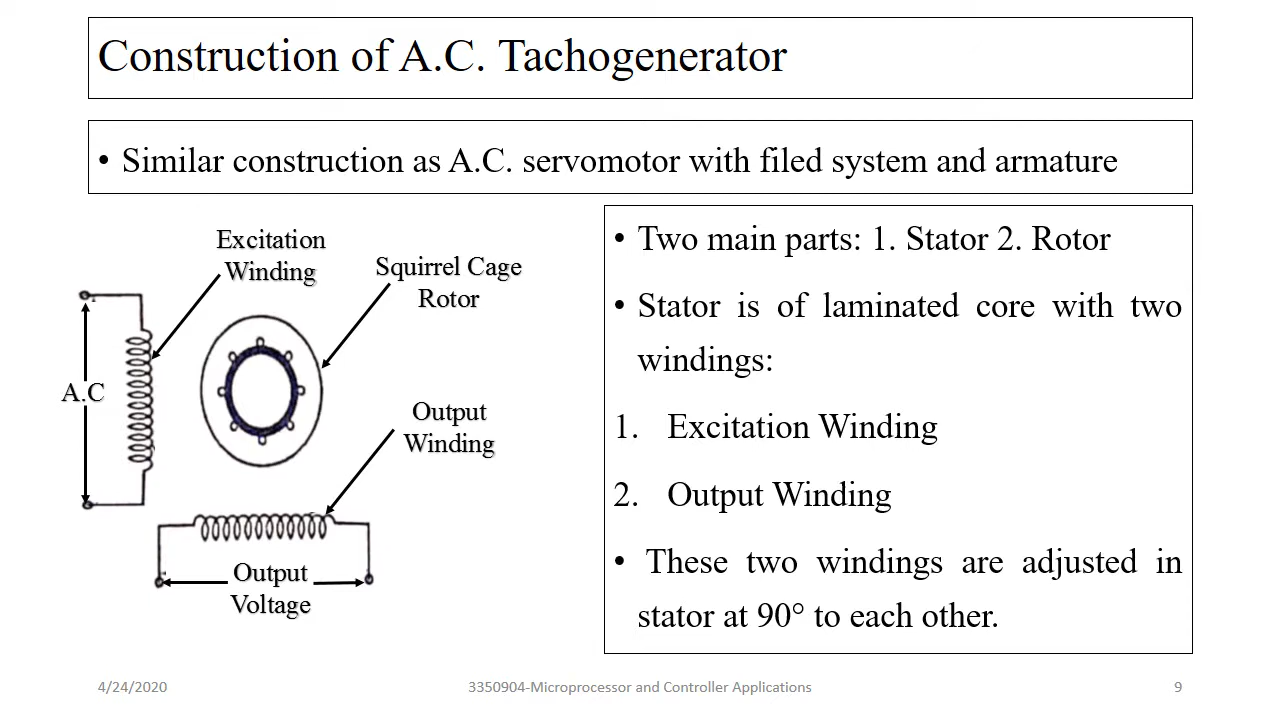 Construction of A.C. Tachogenerator
• Similar construction as A.C. servomotor with filed system and armature
Excitation
Winding
Squirrel Cage
Rotor
A.C
Output
Winding
Output
Voltage
• Two main parts: 1. Stator 2. Rotor
• Stator is of laminated core with two
windings:
1. Excitation Winding
2. Output Winding
• These two windings are adjusted in
stator at 90° to each other.
4/24/2020
3350904-Microprocessor and Controller Applications
9